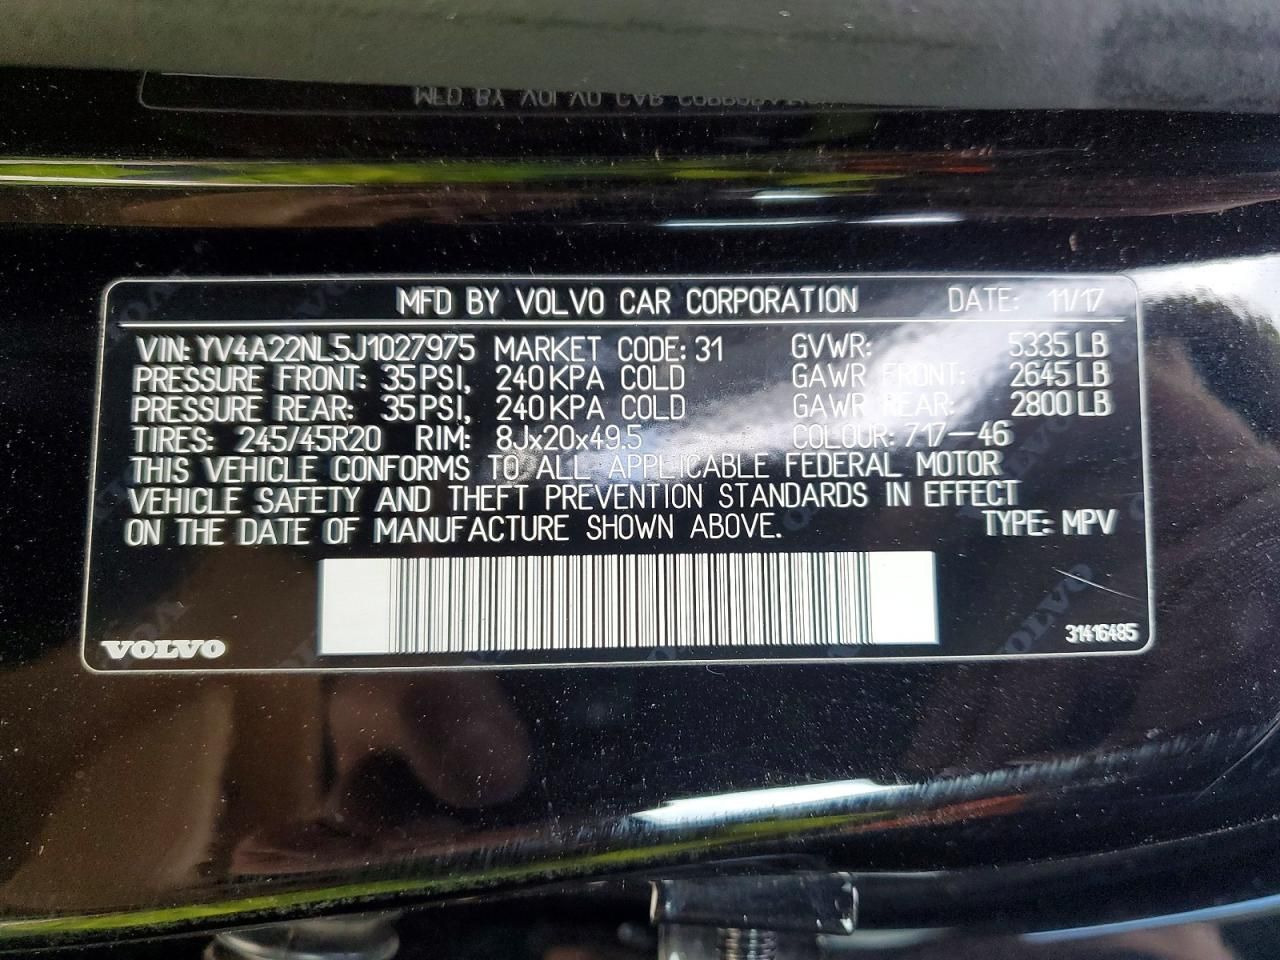 MFD BY VOLVO CAR CORPORATION DATE: 11/17
VIN: YV4A22NL5J1027975 MARKET CODE: 31 GVWR: 5335 LB
PRESSURE FRONT: 35 PSI, 240 KPA COLD GAWR FRONT: 2645 LB
PRESSURE REAR: 35 PSI, 240 KPA COLD GAWR REAR: 2800 LB
TIRES: 245/45R20 RIM: 8Jx20x49.5 COLOUR: 717-46
THIS VEHICLE CONFORMS TO ALL APPLICABLE FEDERAL MOTOR
VEHICLE SAFETY AND THEFT PREVENTION STANDARDS IN EFFECT
ON THE DATE OF MANUFACTURE SHOWN ABOVE. TYPE: MPV
VOLVO 31416485